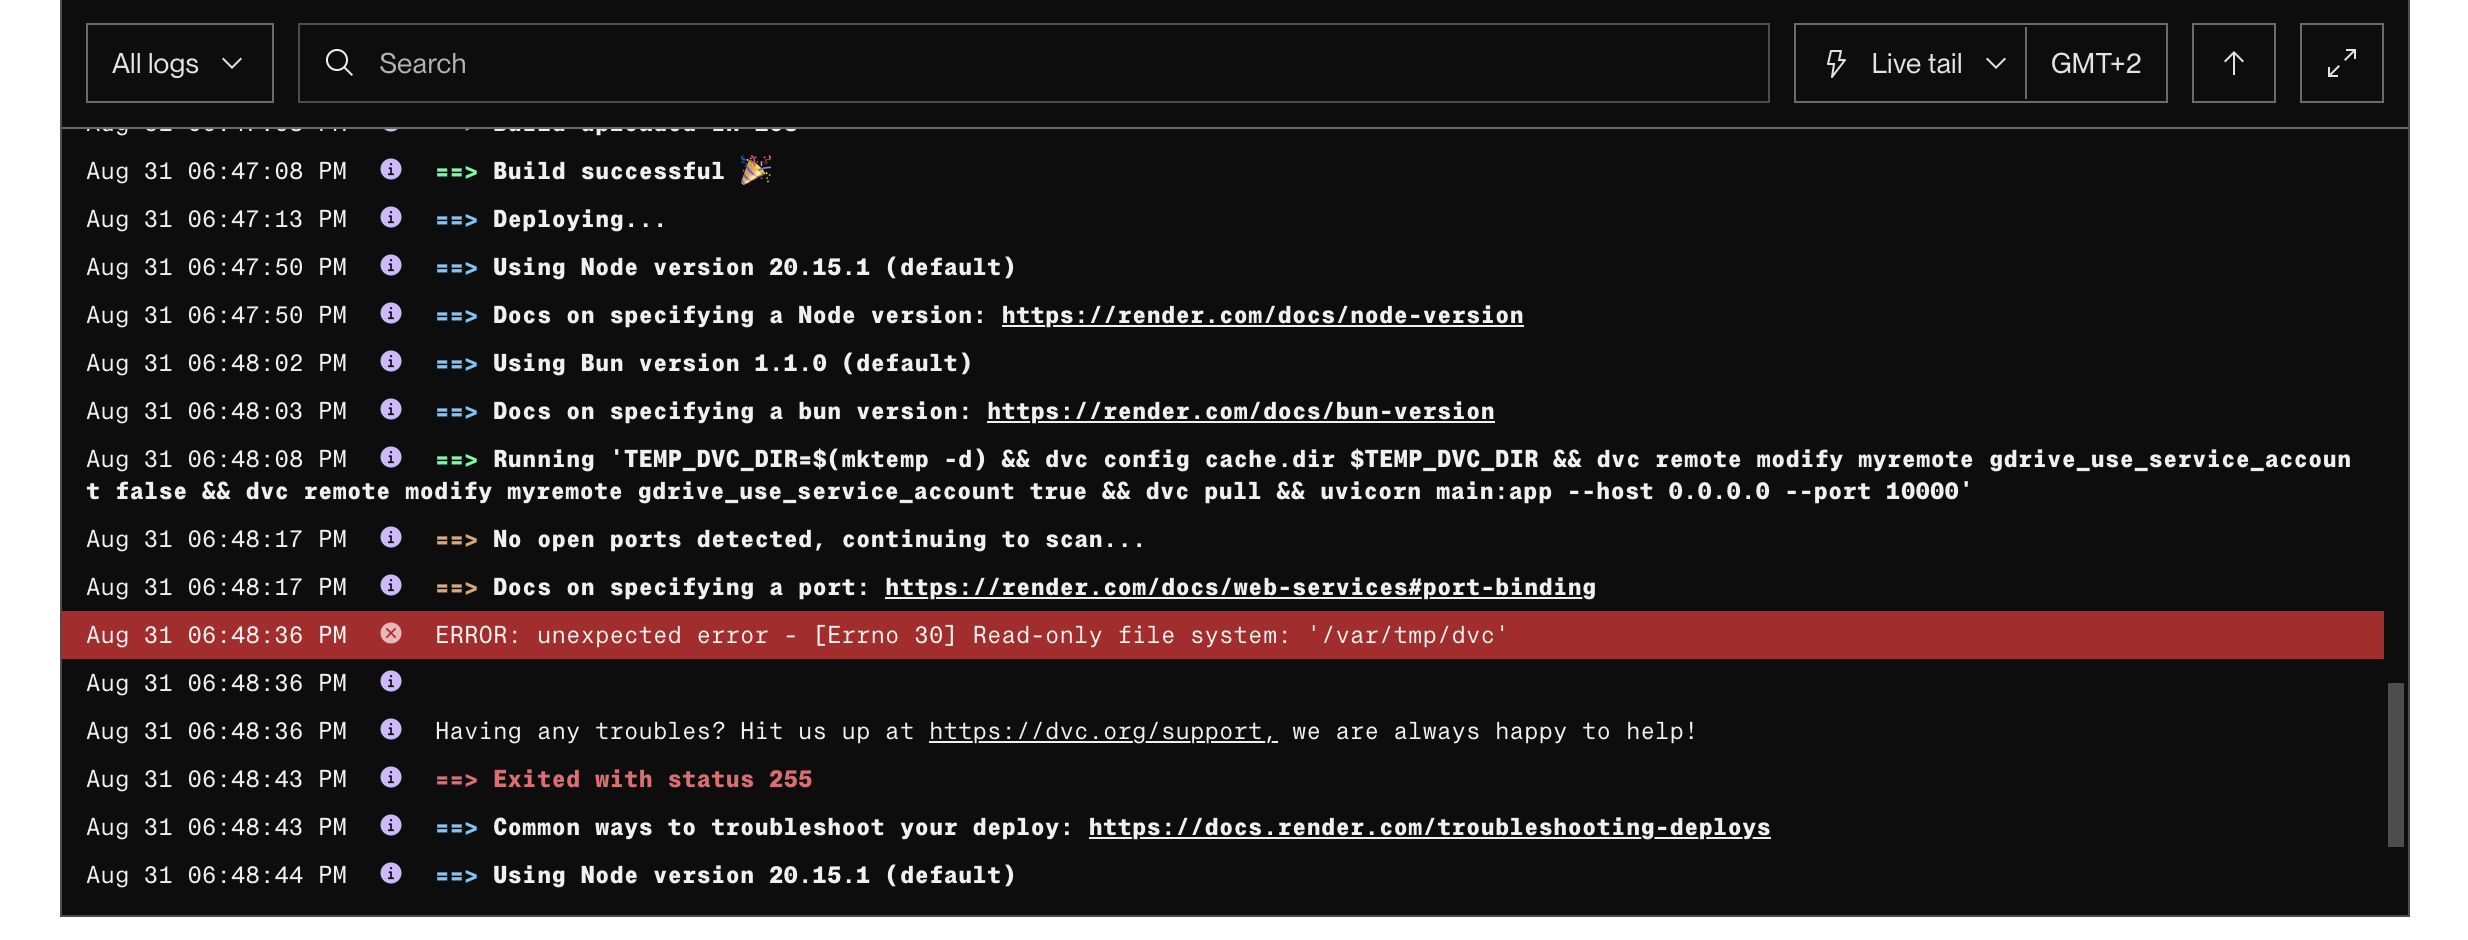 All logs
Search
Live tail
GMT+2
Aug 31 06:47:08 PM ==> Build successful 🎉
Aug 31 06:47:13 PM ==> Deploying...
Aug 31 06:47:50 PM ==> Using Node version 20.15.1 (default)
Aug 31 06:47:50 PM ==> Docs on specifying a Node version: https://render.com/docs/node-version
Aug 31 06:48:02 PM ==> Using Bun version 1.1.0 (default)
Aug 31 06:48:03 PM ==> Docs on specifying a bun version: https://render.com/docs/bun-version
Aug 31 06:48:08 PM ==> Running 'TEMP_DVC_DIR=$(mktemp -d) && dvc config cache.dir $TEMP_DVC_DIR && dvc remote modify myremote gdrive_use_service_accoun
t false && dvc remote modify myremote gdrive_use_service_account true && dvc pull && uvicorn main:app --host 0.0.0.0 --port 10000'
Aug 31 06:48:17 PM ==> No open ports detected, continuing to scan...
Aug 31 06:48:17 PM ==> Docs on specifying a port: https://render.com/docs/web-services#port-binding
Aug 31 06:48:36 PM ERROR: unexpected error - [Errno 30] Read-only file system: '/var/tmp/dvc'
Aug 31 06:48:36 PM
Aug 31 06:48:36 PM Having any troubles? Hit us up at https://dvc.org/support, we are always happy to help!
Aug 31 06:48:43 PM ==> Exited with status 255
Aug 31 06:48:43 PM ==> Common ways to troubleshoot your deploy: https://docs.render.com/troubleshooting-deploys
Aug 31 06:48:44 PM ==> Using Node version 20.15.1 (default)